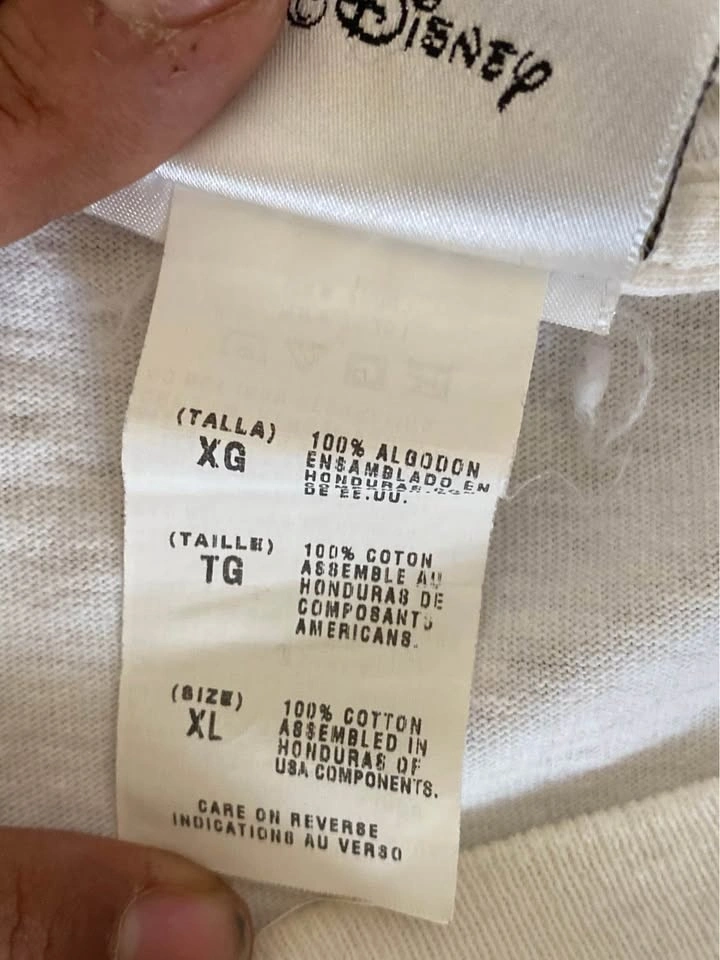 © DISNEY
(TALLA)
XG
100% ALGODON
ENSAMBLADO EN
HONDURAS
DE EE.UU.
(TAILLE)
TG
100% COTON
ASSEMBLE AU
HONDURAS DE
COMPOSANTS
AMERICANS.
(SIZE)
XL
100% COTTON
ASSEMBLED IN
HONDURAS OF
USA COMPONENTS.
CARE ON REVERSE
INDICATIONS AU VERSO